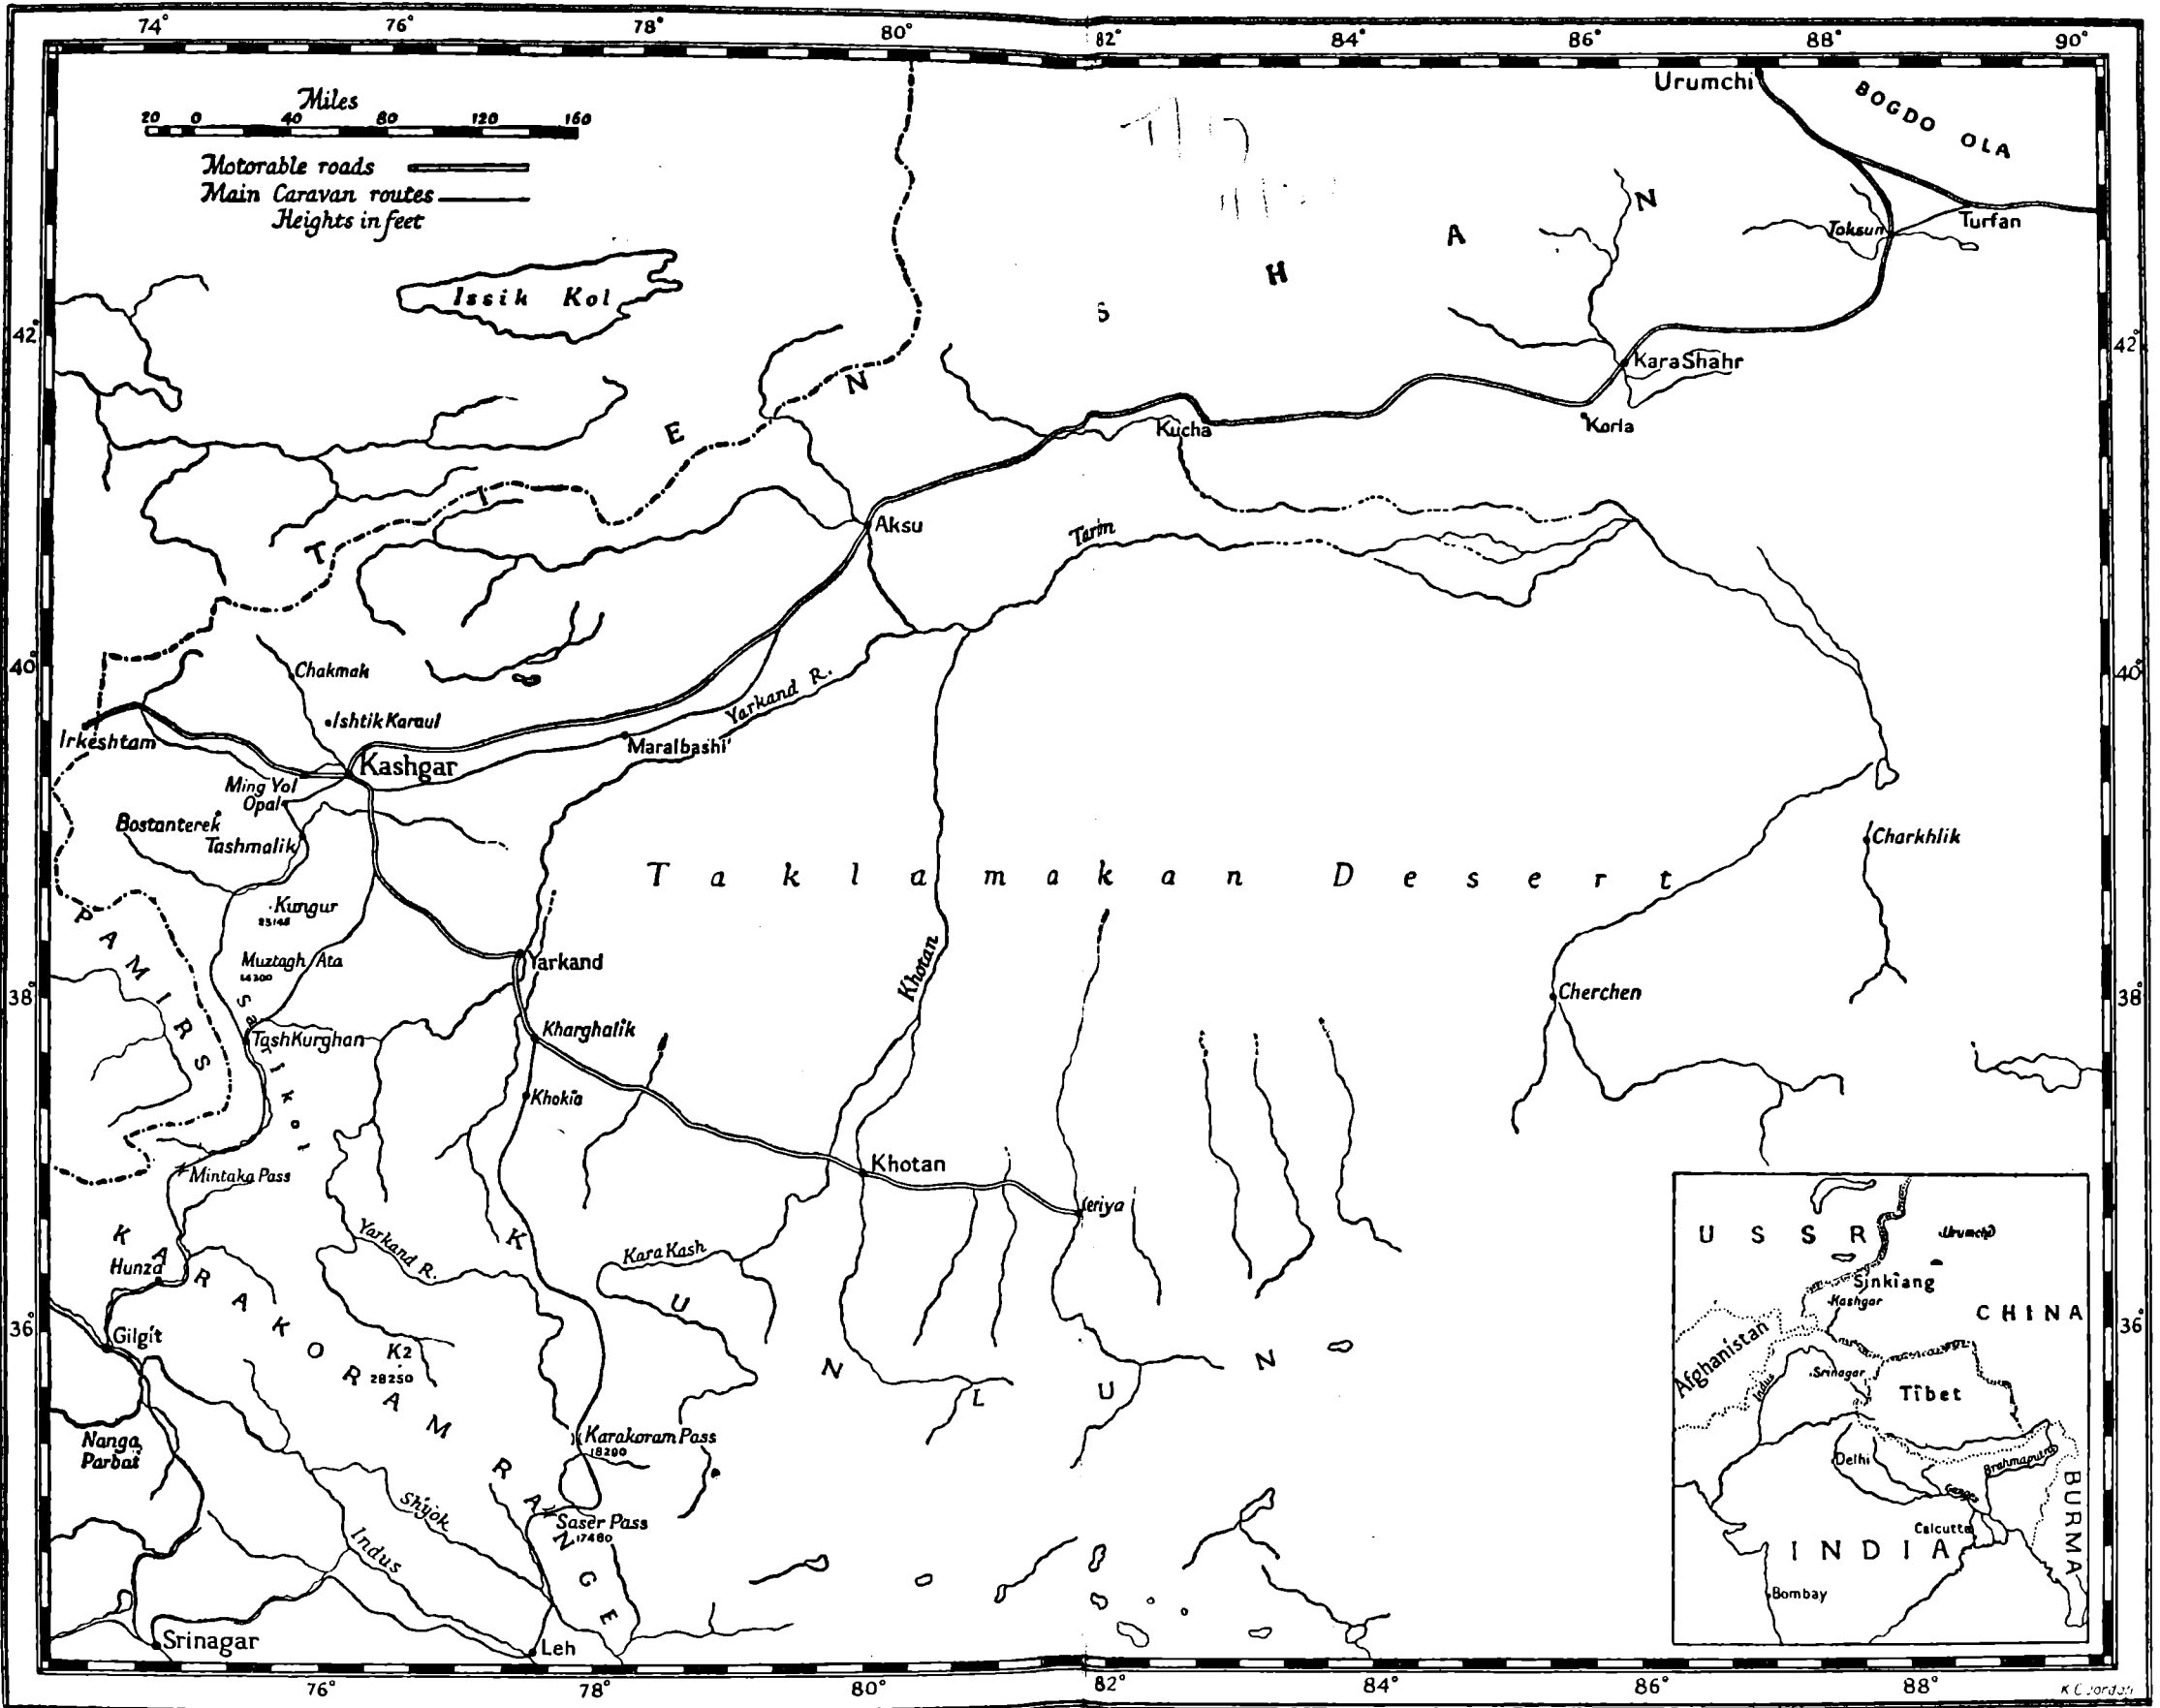 74° 76° 78° 80° 82° 84° 86° 88° 90°
Miles
20 0 40 80 120 160
Motorable roads
Main Caravan routes
Heights in feet
Urumchi
BOGDO OLA
Turfan
Toksun
TIEN SHAN
Issik Kol
42° 42°
Kara Shahr
Korla
Kucha
Aksu
Tarim
40° 40°
Chakmak
Ishtik Karaul
Irkeshtam
Kashgar
Maralbashi
Yarkand R.
Ming Yol
Opal
Bostanterek
Tashmalik
Charkhlik
Taklamakan Desert
Kungur
25146
PAMIRS
Muztagh Ata
Sarikol
Yarkand
Khotan
38° 38°
Cherchen
Tash Kurghan
Kharghalik
Khokia
Mintaka Pass
Khotan
Keriya
Yarkand R.
Kara Kash
KUN LUN
Hunza
KARAKORAM RANGE
36° 36°
Gilgit
K2
28250
Nanga Parbat
Karakoram Pass
18290
Shyok
Saser Pass
17480
Indus
Srinagar
Leh
USSR
Urumchi
Sinkiang
Kashgar
CHINA
Afghanistan
Srinagar
Indus
Tibet
Delhi
Brahmaputra
Ganges
BURMA
Calcutta
INDIA
Bombay
76° 78° 80° 82° 84° 86° 88°
K C Jordan